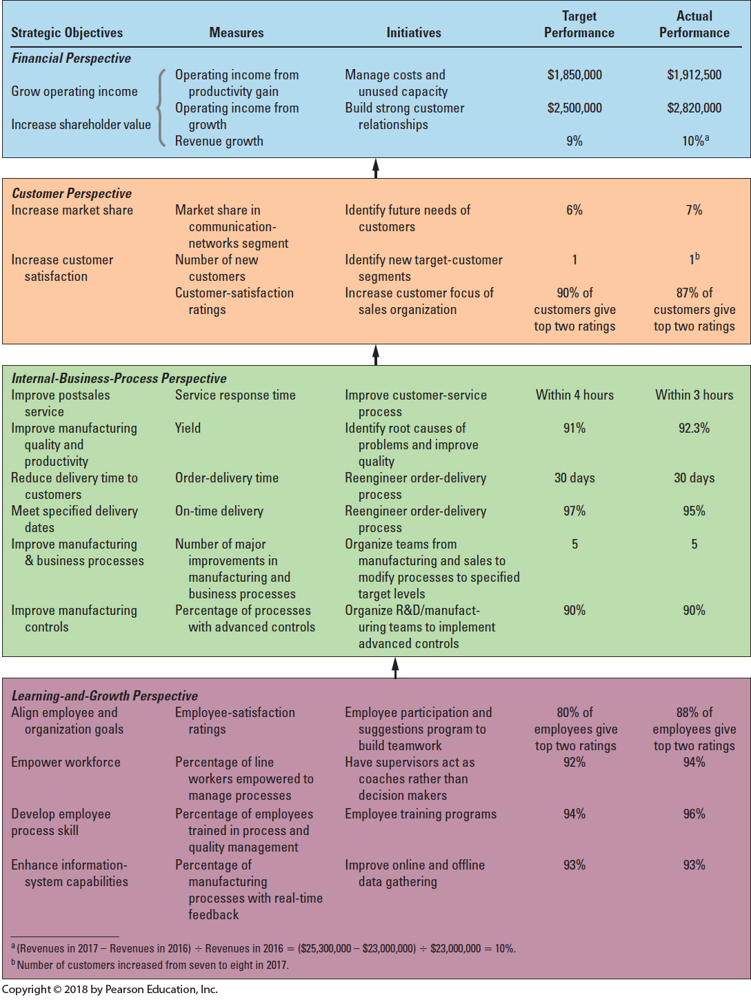 Target Actual
Strategic Objectives Measures Initiatives Performance Performance
Financial Perspective
Operating income from Manage costs and $1,850,000 $1,912,500
Grow operating income productivity gain unused capacity
Operating income from Build strong customer $2,500,000 $2,820,000
Increase shareholder value growth relationships
Revenue growth 9% 10%a
Customer Perspective
Increase market share Market share in Identify future needs of 6% 7%
communication- customers
networks segment
Increase customer Number of new Identify new target-customer 1 1b
satisfaction customers segments
Customer-satisfaction Increase customer focus of 90% of 87% of
ratings sales organization customers give customers give
top two ratings top two ratings
Internal-Business-Process Perspective
Improve postsales Service response time Improve customer-service Within 4 hours Within 3 hours
service process
Improve manufacturing Yield Identify root causes of 91% 92.3%
quality and problems and improve
productivity quality
Reduce delivery time to Order-delivery time Reengineer order-delivery 30 days 30 days
customers process
Meet specified delivery On-time delivery Reengineer order-delivery 97% 95%
dates process
Improve manufacturing Number of major Organize teams from 5 5
& business processes improvements in manufacturing and sales to
manufacturing and modify processes to specified
business processes target levels
Improve manufacturing Percentage of processes Organize R&D/manufact- 90% 90%
controls with advanced controls uring teams to implement
advanced controls
Learning-and-Growth Perspective
Align employee and Employee-satisfaction Employee participation and 80% of 88% of
organization goals ratings suggestions program to employees give employees give
build teamwork top two ratings top two ratings
Empower workforce Percentage of line Have supervisors act as 92% 94%
workers empowered to coaches rather than
manage processes decision makers
Develop employee Percentage of employees Employee training programs 94% 96%
process skill trained in process and
quality management
Enhance information- Percentage of Improve online and offline 93% 93%
system capabilities manufacturing data gathering
processes with real-time
feedback
a (Revenues in 2017 – Revenues in 2016) ÷ Revenues in 2016 = ($25,300,000 – $23,000,000) ÷ $23,000,000 = 10%.
b Number of customers increased from seven to eight in 2017.
Copyright © 2018 by Pearson Education, Inc.